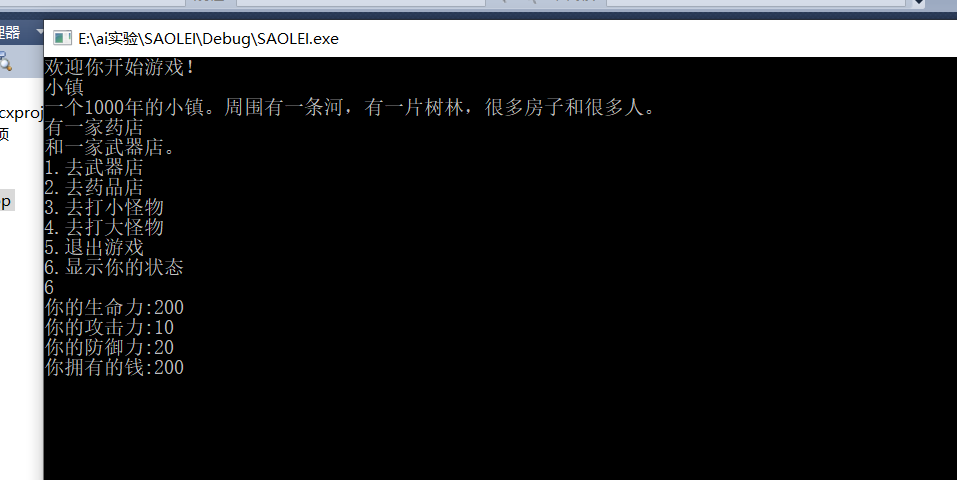 理器
E:\ai实验\SAOLEI\Debug\SAOLEI.exe
欢迎你开始游戏！
小镇
一个1000年的小镇。周围有一条河，有一片树林，很多房子和很多人。
cxproj
有一家药店
页
和一家武器店。
1.去武器店
2.去药品店
3.去打小怪物
4.去打大怪物
5.退出游戏
6.显示你的状态
6
你的生命力:200
你的攻击力:10
你的防御力:20
你拥有的钱:200